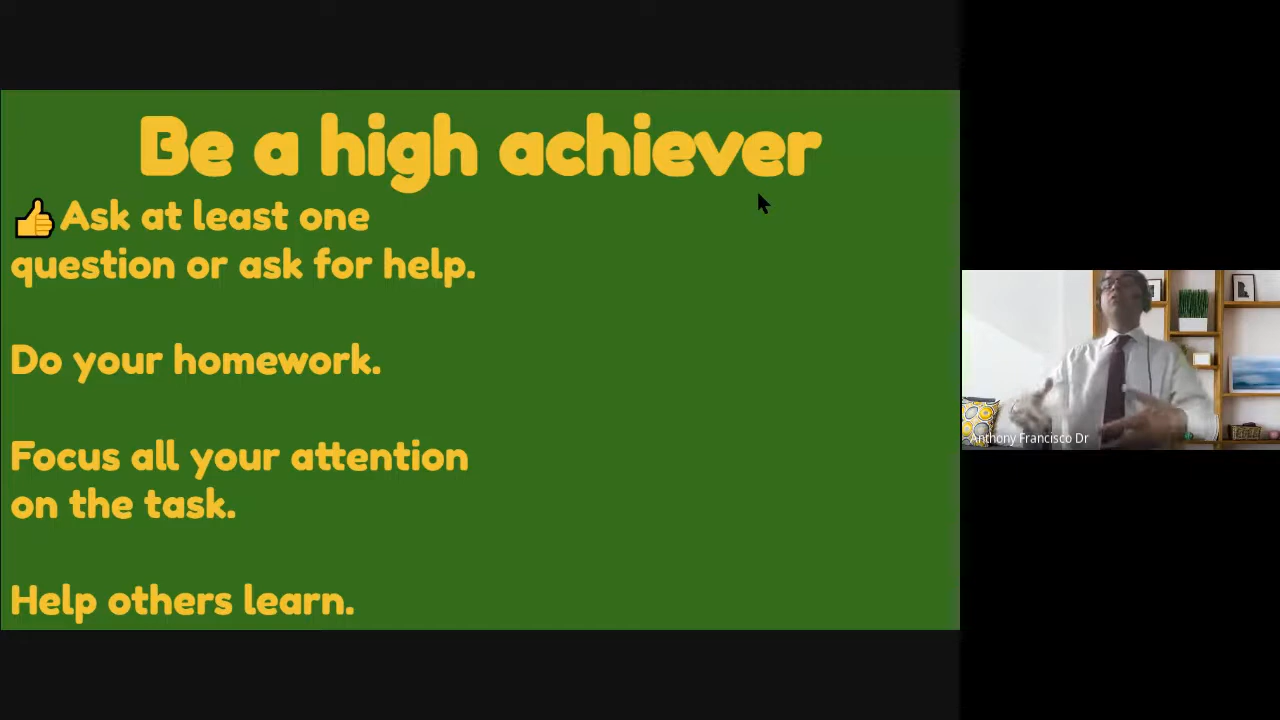 Be a high achiever
👍Ask at least one
question or ask for help.
Do your homework.
Focus all your attention
on the task.
Help others learn.
Anthony Francisco Dr